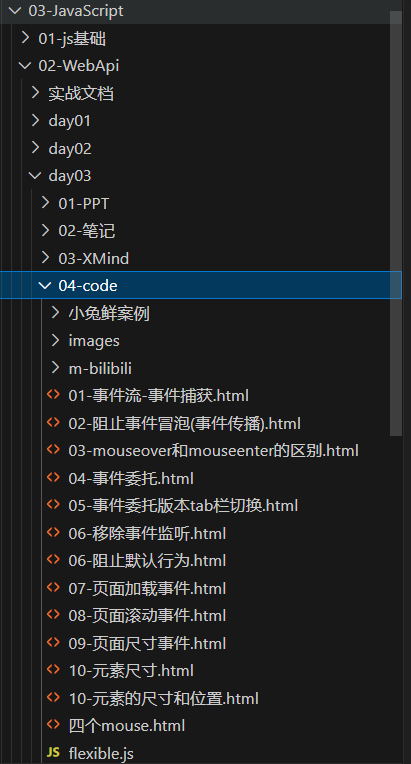 03-JavaScript
01-js基础
02-WebApi
实战文档
day01
day02
day03
01-PPT
02-笔记
03-XMind
04-code
小兔鲜案例
images
m-bilibili
01-事件流-事件捕获.html
02-阻止事件冒泡(事件传播).html
03-mouseover和mouseenter的区别.html
04-事件委托.html
05-事件委托版本tab栏切换.html
06-移除事件监听.html
06-阻止默认行为.html
07-页面加载事件.html
08-页面滚动事件.html
09-页面尺寸事件.html
10-元素尺寸.html
10-元素的尺寸和位置.html
四个mouse.html
JS flexible.js